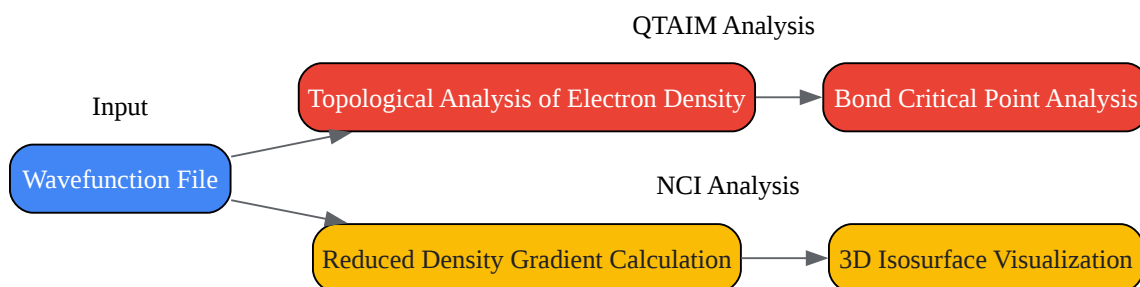 QTAIM Analysis
Topological Analysis of Electron Density
Bond Critical Point Analysis
Input
Wavefunction File
NCI Analysis
Reduced Density Gradient Calculation
3D Isosurface Visualization